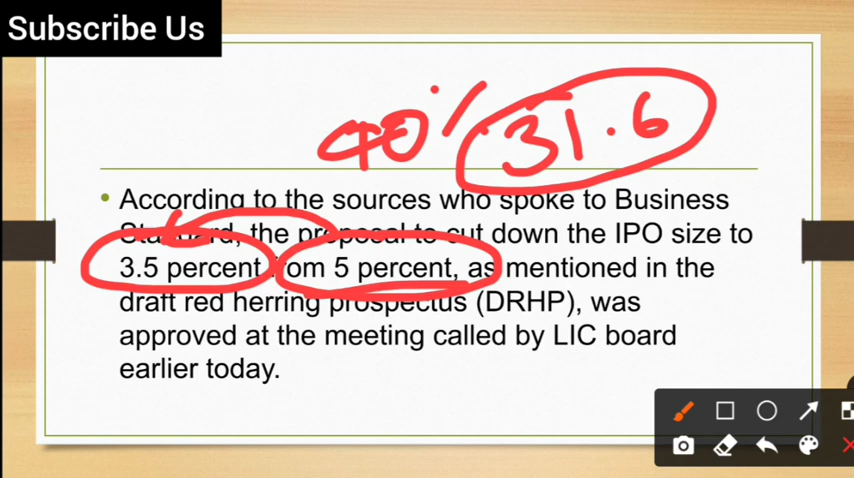 Subscribe Us
40% 31.6
• According to the sources who spoke to Business
Standard, the proposal to cut down the IPO size to
3.5 percent from 5 percent, as mentioned in the
draft red herring prospectus (DRHP), was
approved at the meeting called by LIC board
earlier today.